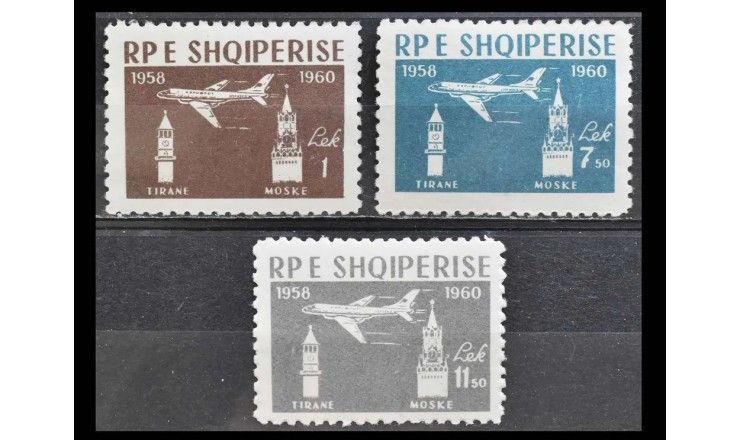 RP E SHQIPERISE
1958 1960
Lek
1
TIRANE MOSKE
RP E SHQIPERISE
1958 1960
Lek
7 50
TIRANE MOSKE
RP E SHQIPERISE
1958 1960
Lek
11 50
TIRANE MOSKE